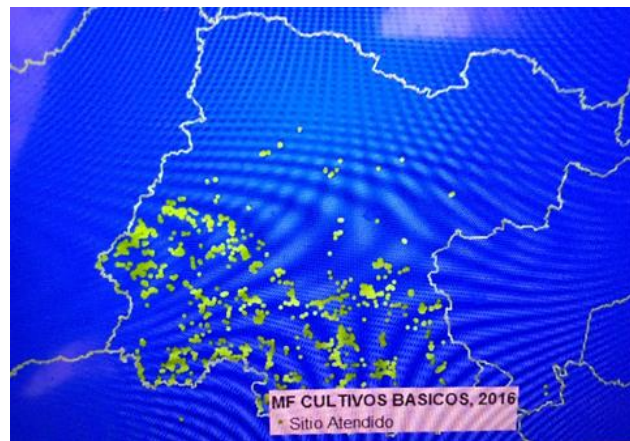 MF CULTIVOS BASICOS, 2016
* Sitio Atendido